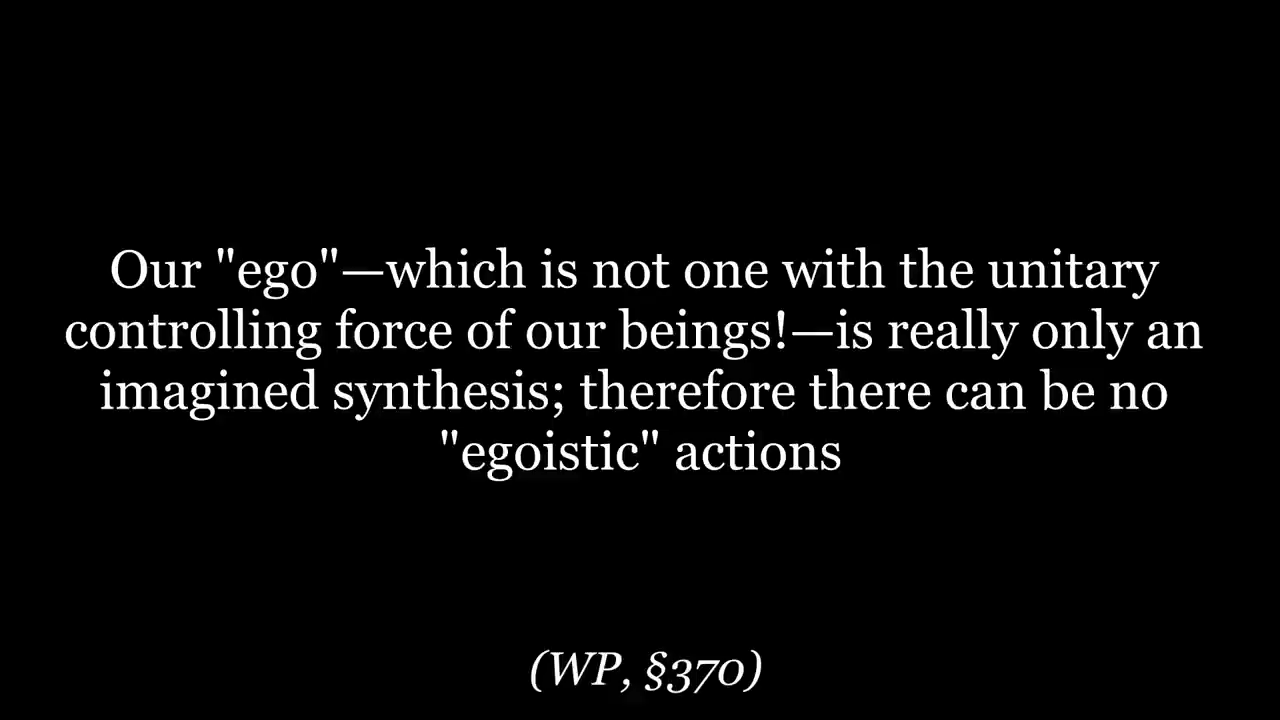 Our "ego"—which is not one with the unitary
controlling force of our beings!—is really only an
imagined synthesis; therefore there can be no
"egoistic" actions
(WP, §370)